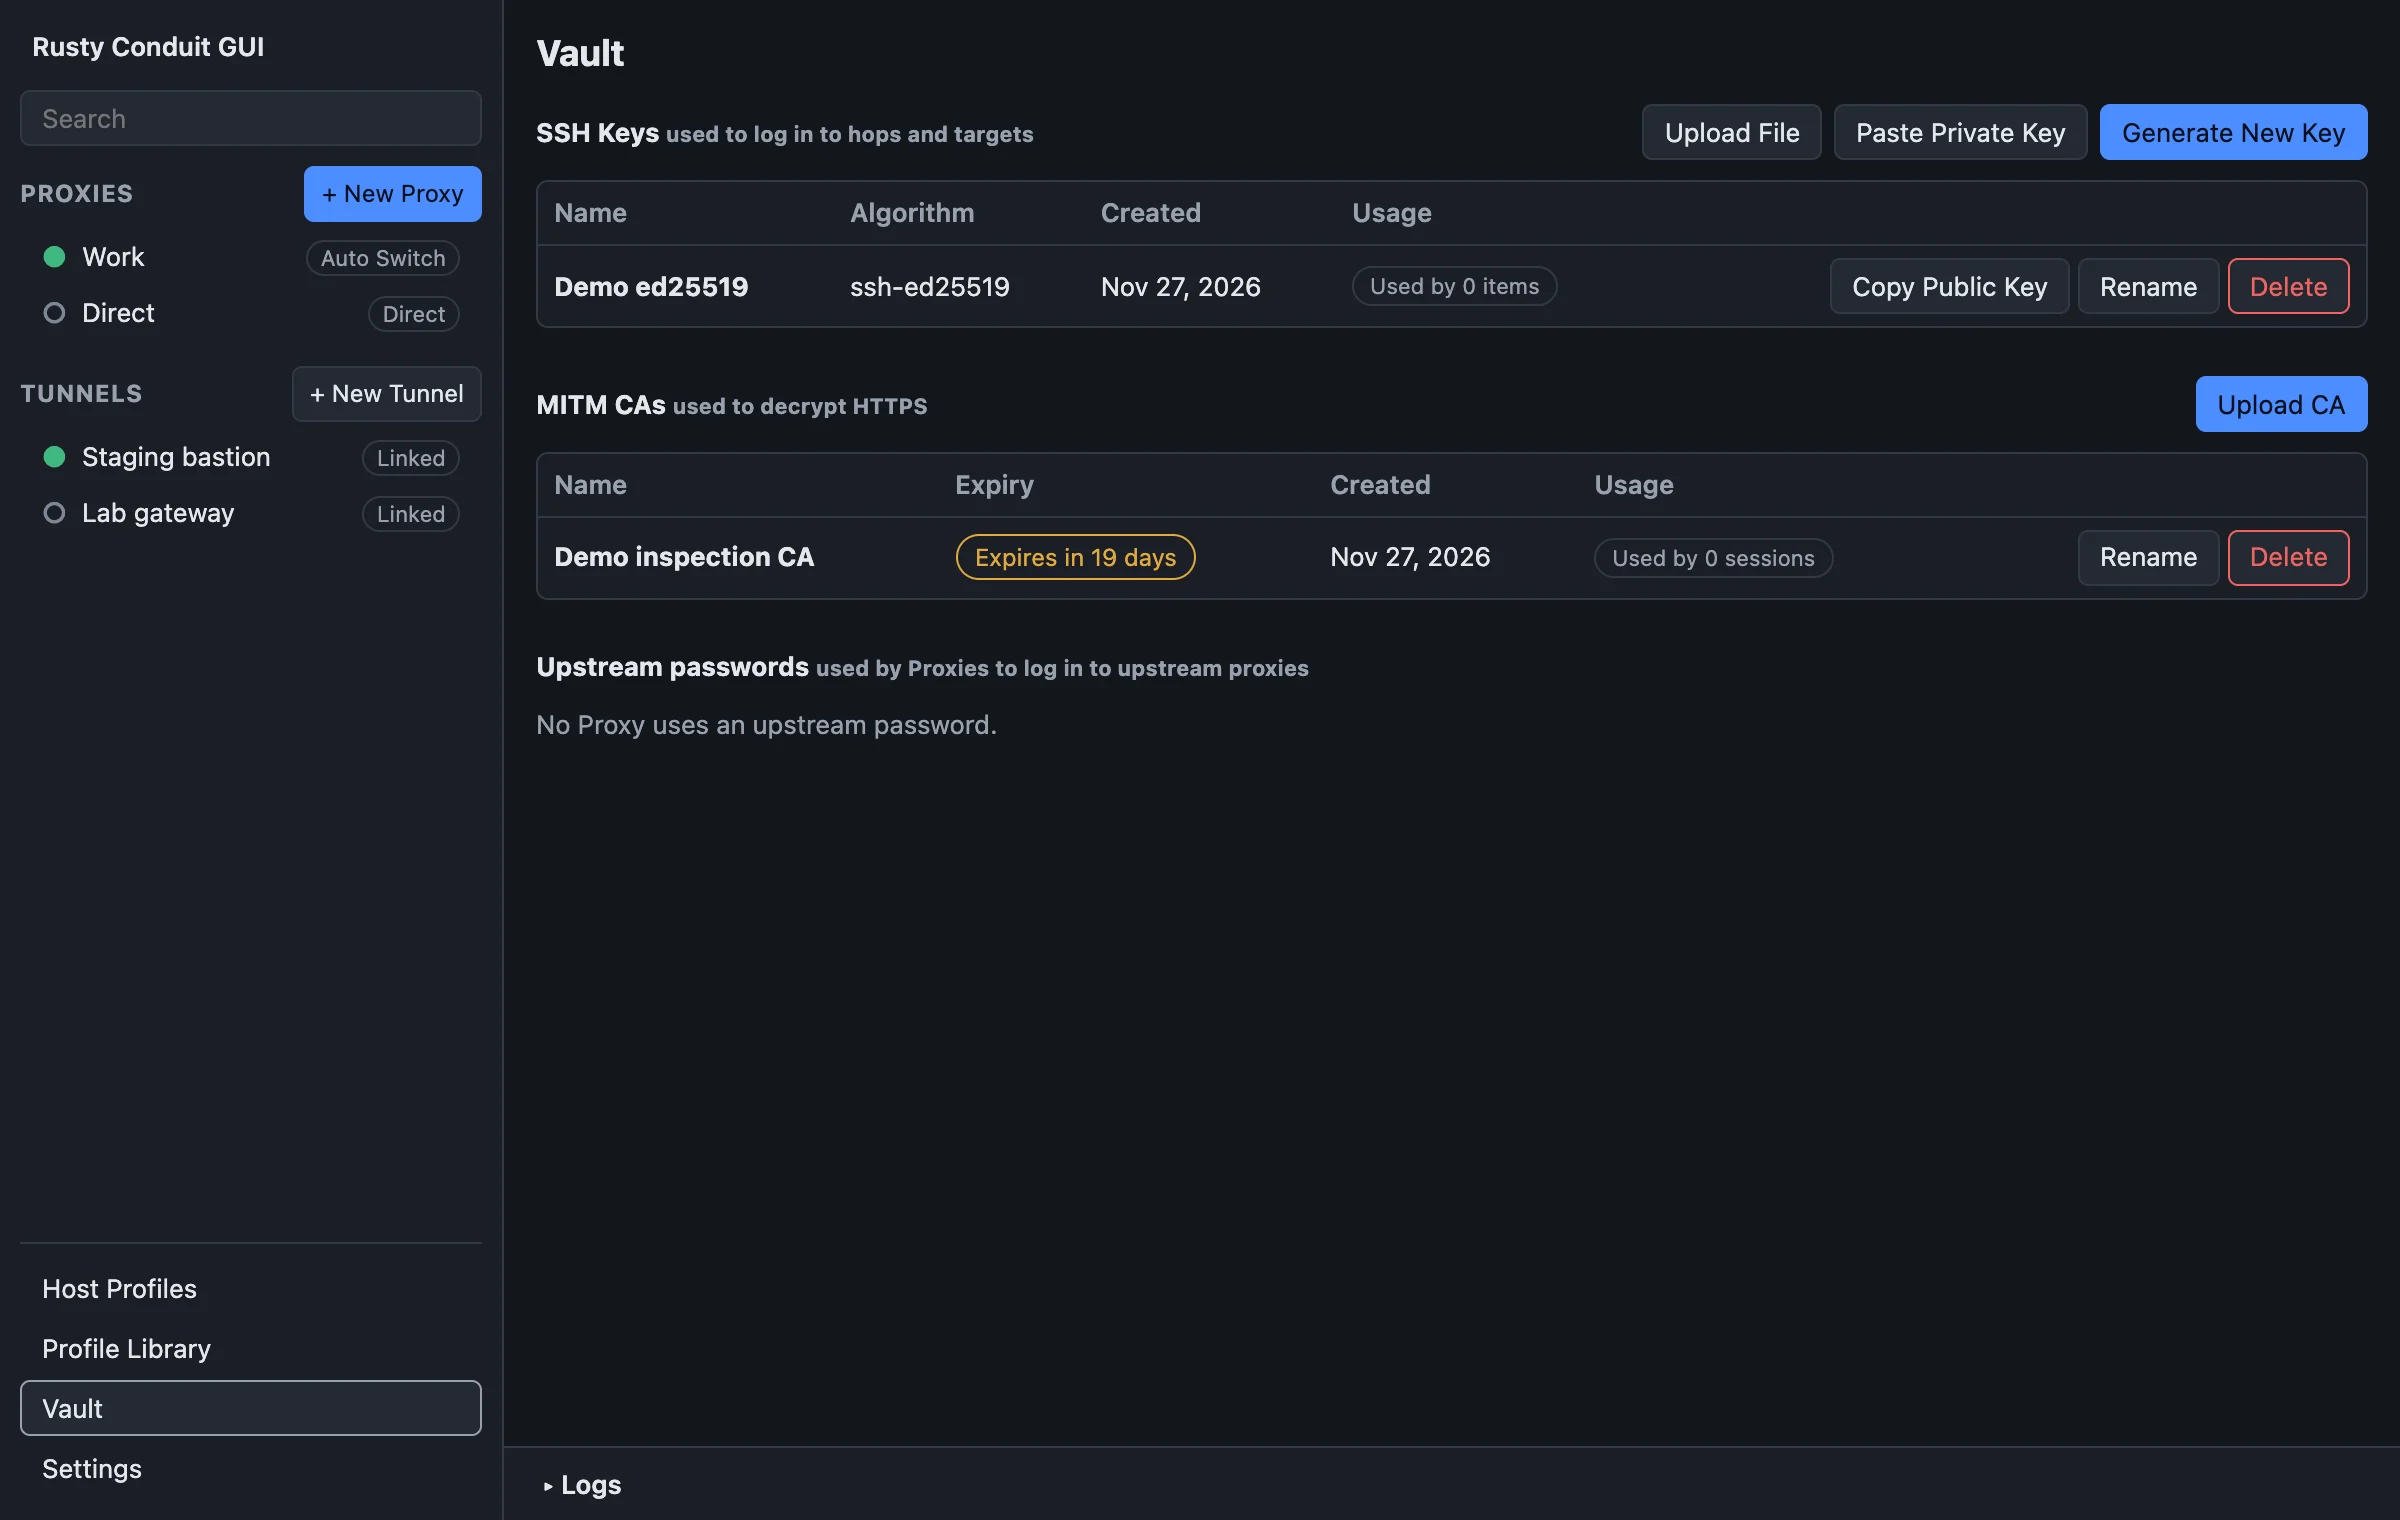 Rusty Conduit GUI
Search
PROXIES
+ New Proxy
Work
Auto Switch
Direct
Direct
TUNNELS
+ New Tunnel
Staging bastion
Linked
Lab gateway
Linked
Host Profiles
Profile Library
Vault
Settings
Vault
SSH Keys used to log in to hops and targets
Upload File
Paste Private Key
Generate New Key
Name Algorithm Created Usage
Demo ed25519 ssh-ed25519 Nov 27, 2026 Used by 0 items Copy Public Key Rename Delete
MITM CAs used to decrypt HTTPS
Upload CA
Name Expiry Created Usage
Demo inspection CA Expires in 19 days Nov 27, 2026 Used by 0 sessions Rename Delete
Upstream passwords used by Proxies to log in to upstream proxies
No Proxy uses an upstream password.
Logs